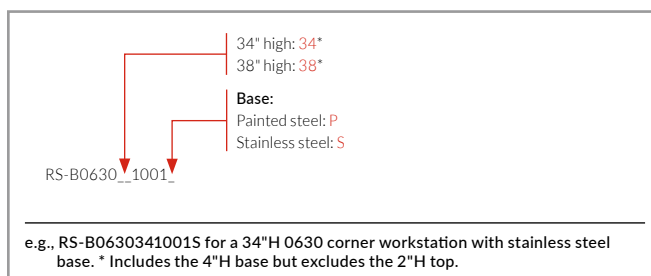 34" high: 34*
38" high: 38*
Base:
Painted steel: P
Stainless steel: S
RS-B0630__1001_
e.g., RS-B0630341001S for a 34"H 0630 corner workstation with stainless steel
base. * Includes the 4"H base but excludes the 2"H top.